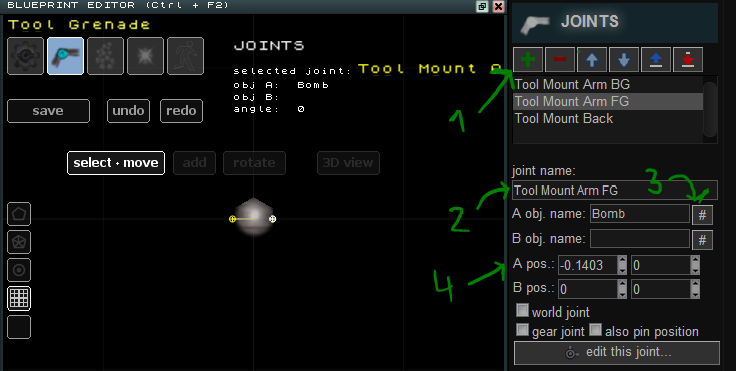 BLUEPRINT EDITOR (Ctrl + F2)
Tool Grenade
JOINTS
selected joint: Tool Mount A
obj A: Bomb
obj B:
angle: 0
save
undo
redo
select • move
add
rotate
3D view
JOINTS
1
Tool Mount Arm BG
Tool Mount Arm FG
Tool Mount Back
joint name:
3
2
Tool Mount Arm FG
A obj. name: Bomb #
B obj. name: #
4
A pos.: -0.1403 0
B pos.: 0 0
world joint
gear joint also pin position
edit this joint...